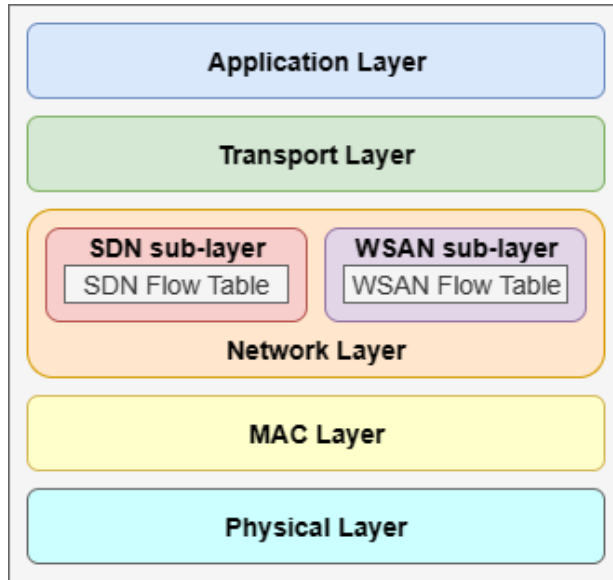 Application Layer
Transport Layer
SDN sub-layer
SDN Flow Table
WSAN sub-layer
WSAN Flow Table
Network Layer
MAC Layer
Physical Layer